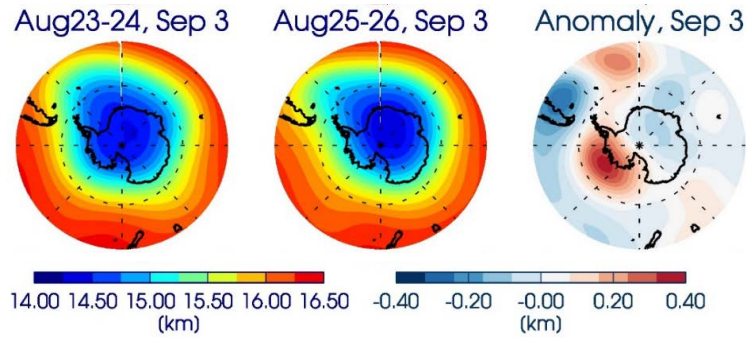 Aug23-24, Sep 3 Aug25-26, Sep 3 Anomaly, Sep 3
14.00 14.50 15.00 15.50 16.00 16.50 -0.40 -0.20 -0.00 0.20 0.40
(km) (km)